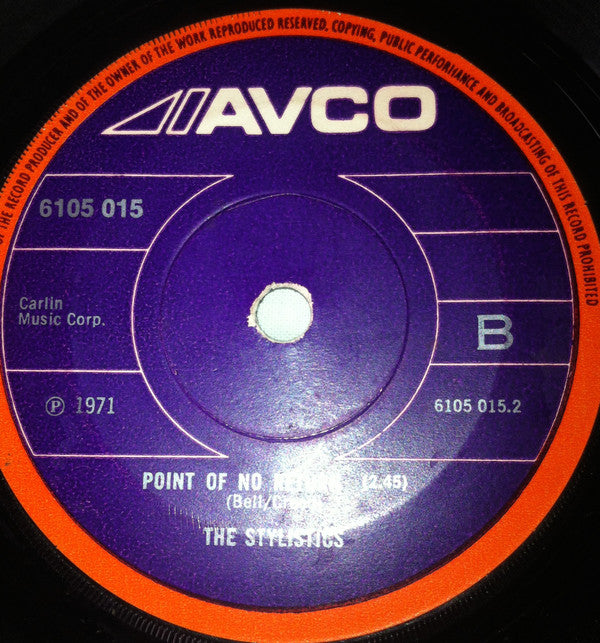 OF THE RECORD PRODUCER AND OF THE OWNER OF THE WORK REPRODUCED RESERVED. COPYING, PUBLIC PERFORMANCE AND BROADCASTING OF THIS RECORD PROHIBITED
AVCO
6105 015
Carlin
Music Corp.
B
℗ 1971
6105 015.2
POINT OF NO RETURN (2.45)
(Bell/
THE STYLISTICS